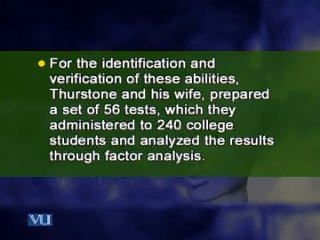 For the identification and
verification of these abilities,
Thurstone and his wife, prepared
a set of 56 tests, which they
administered to 240 college
students and analyzed the results
through factor analysis.
VU